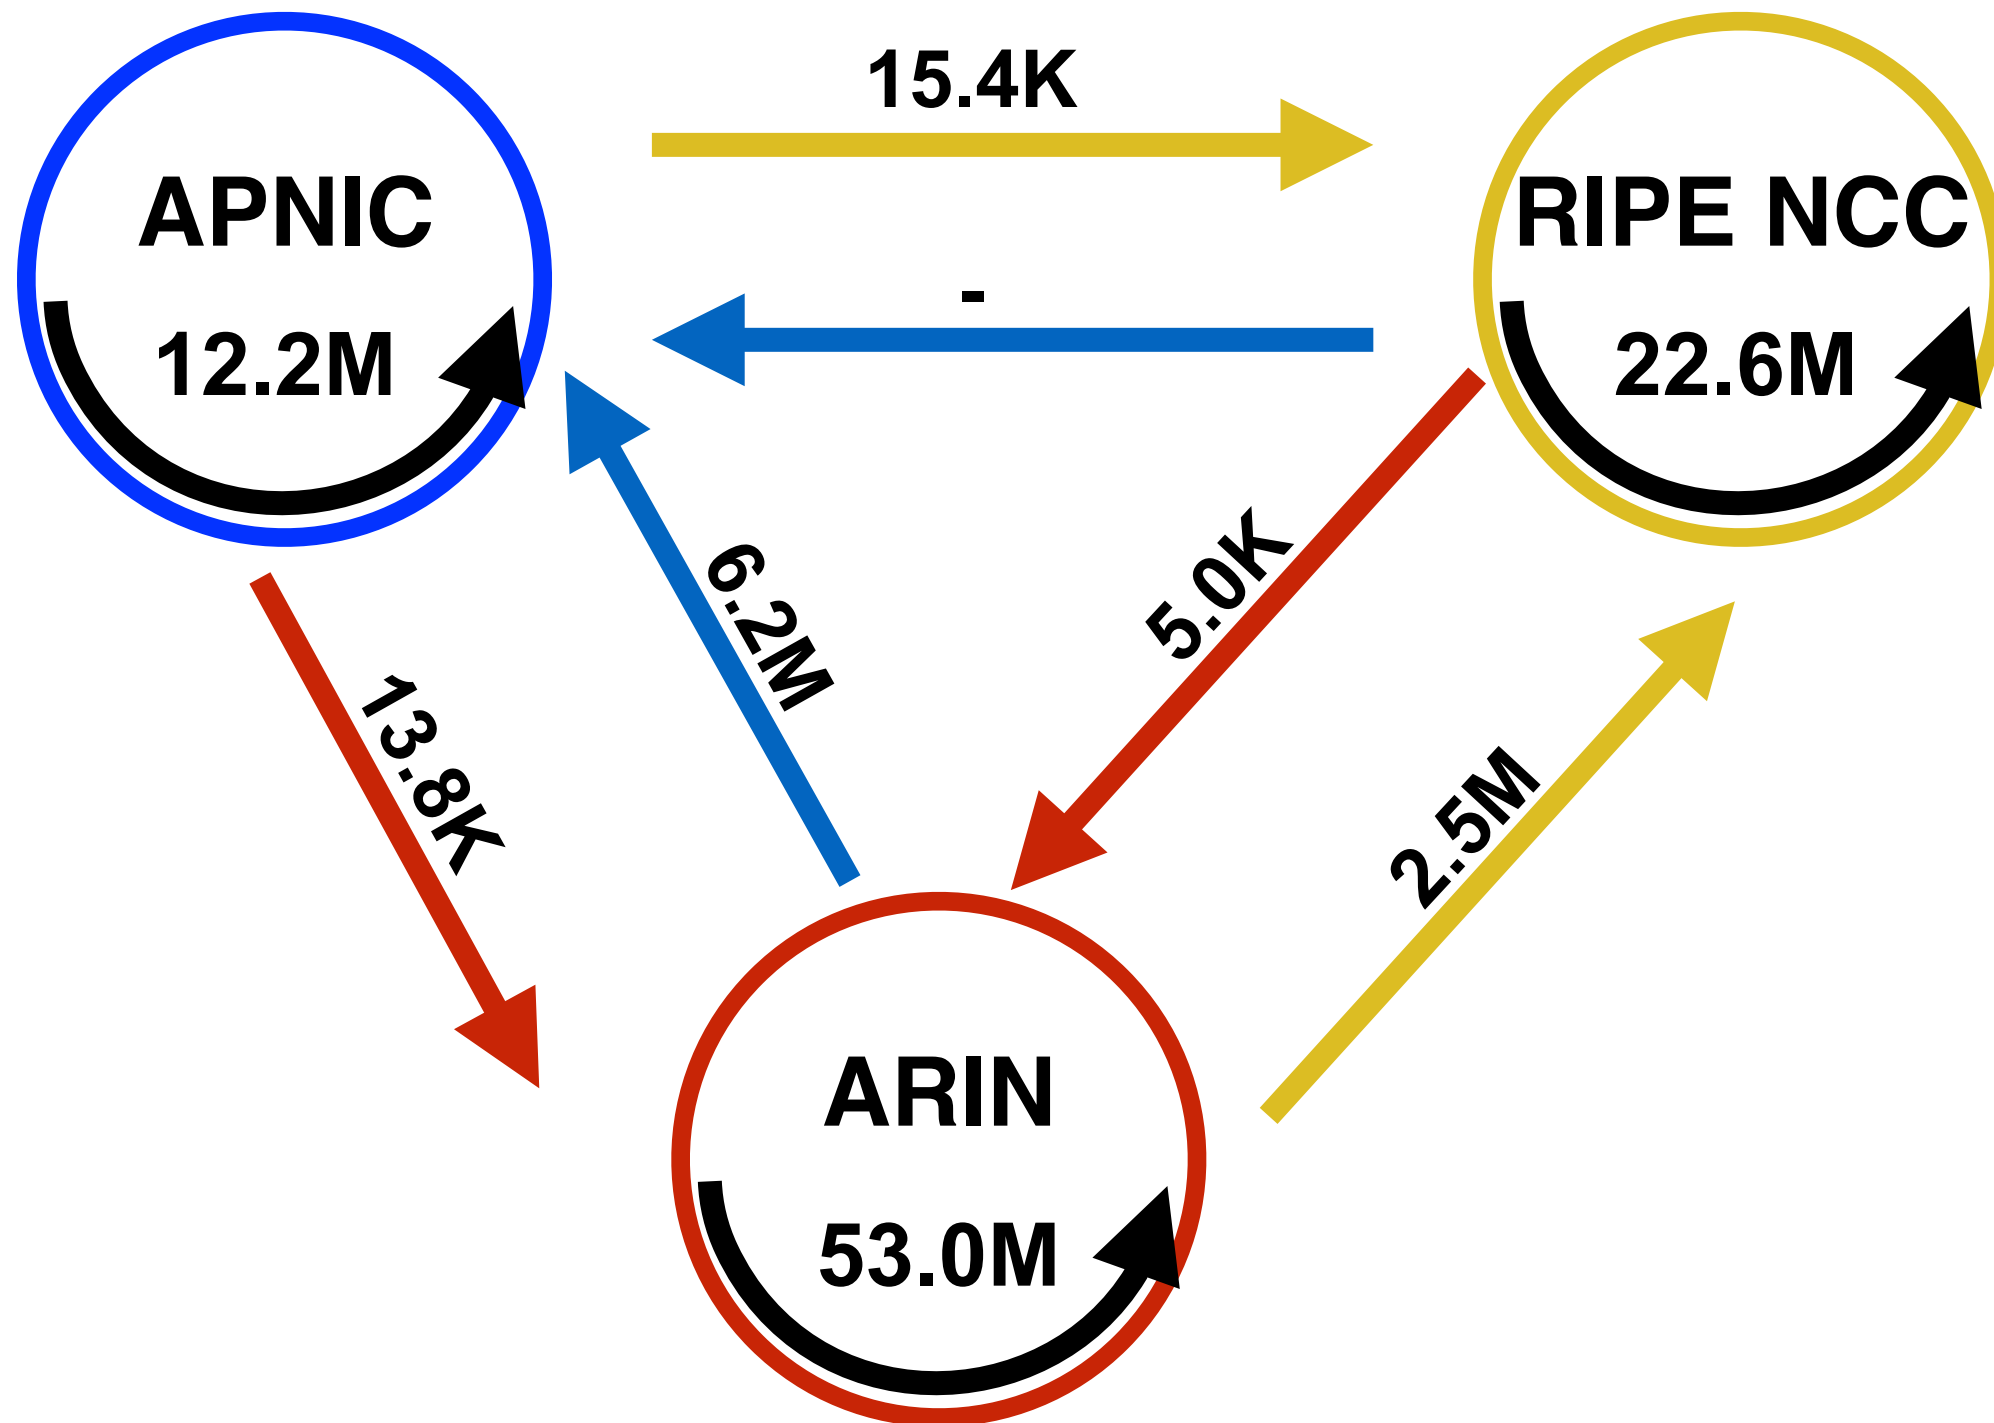 15.4K
APNIC
12.2M
RIPE NCC
22.6M
-
6.2M
5.0K
13.8K
2.5M
ARIN
53.0M